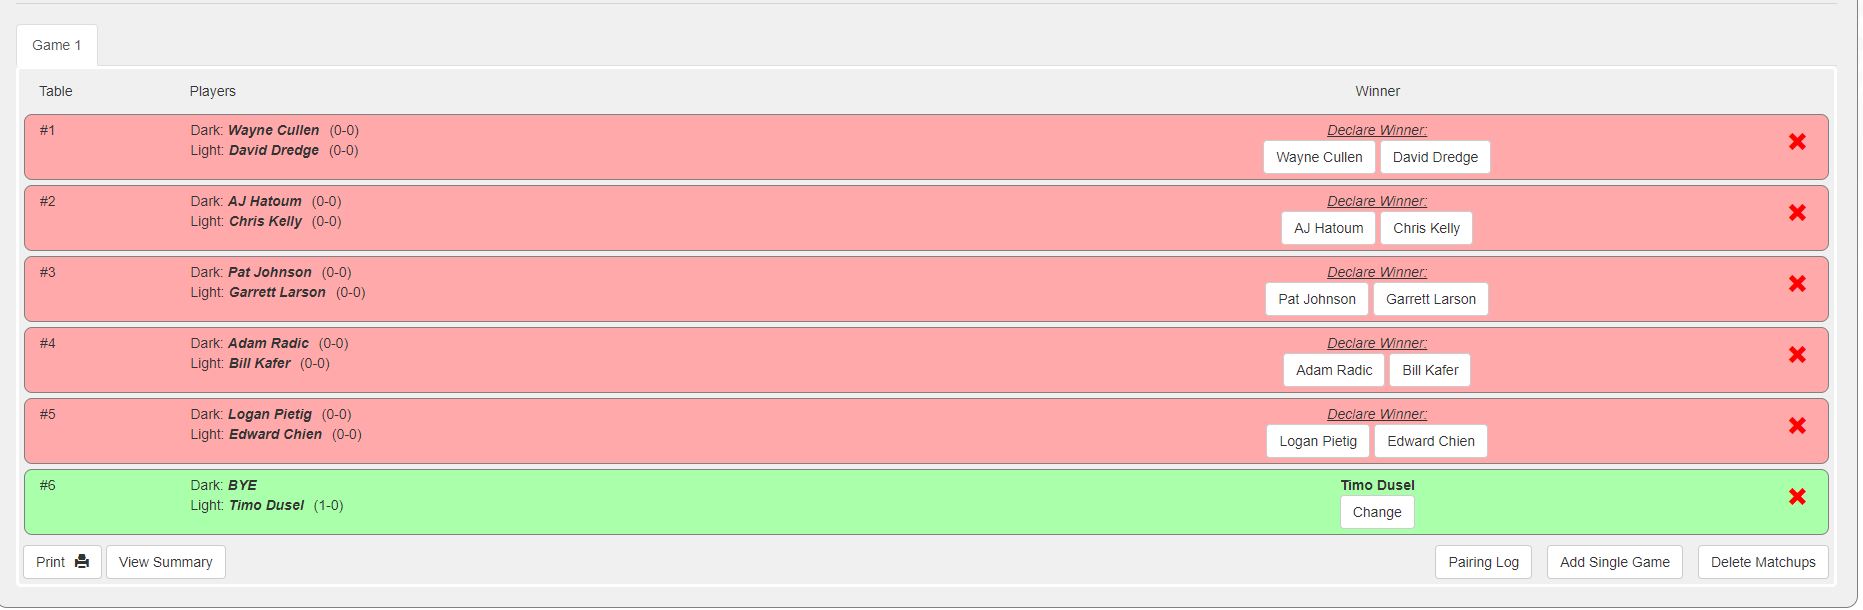 Game 1
Table Players Winner
#1 Dark: Wayne Cullen (0-0) Declare Winner:
Light: David Dredge (0-0) Wayne Cullen David Dredge
#2 Dark: AJ Hatoum (0-0) Declare Winner:
Light: Chris Kelly (0-0) AJ Hatoum Chris Kelly
#3 Dark: Pat Johnson (0-0) Declare Winner:
Light: Garrett Larson (0-0) Pat Johnson Garrett Larson
#4 Dark: Adam Radic (0-0) Declare Winner:
Light: Bill Kafer (0-0) Adam Radic Bill Kafer
#5 Dark: Logan Pietig (0-0) Declare Winner:
Light: Edward Chien (0-0) Logan Pietig Edward Chien
#6 Dark: BYE Timo Dusel
Light: Timo Dusel (1-0) Change
Print View Summary Pairing Log Add Single Game Delete Matchups